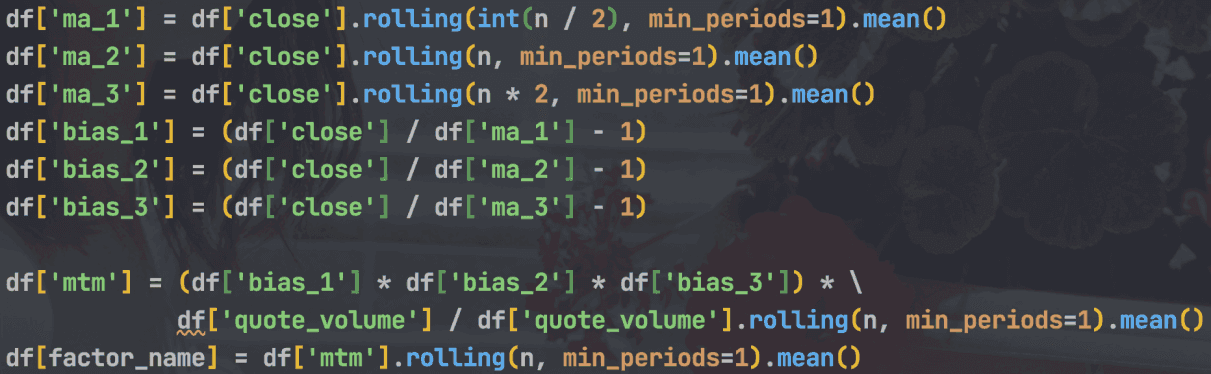 df['ma_1'] = df['close'].rolling(int(n / 2), min_periods=1).mean()
df['ma_2'] = df['close'].rolling(n, min_periods=1).mean()
df['ma_3'] = df['close'].rolling(n * 2, min_periods=1).mean()
df['bias_1'] = (df['close'] / df['ma_1'] - 1)
df['bias_2'] = (df['close'] / df['ma_2'] - 1)
df['bias_3'] = (df['close'] / df['ma_3'] - 1)
df['mtm'] = (df['bias_1'] * df['bias_2'] * df['bias_3']) * \
df['quote_volume'] / df['quote_volume'].rolling(n, min_periods=1).mean()
df[factor_name] = df['mtm'].rolling(n, min_periods=1).mean()